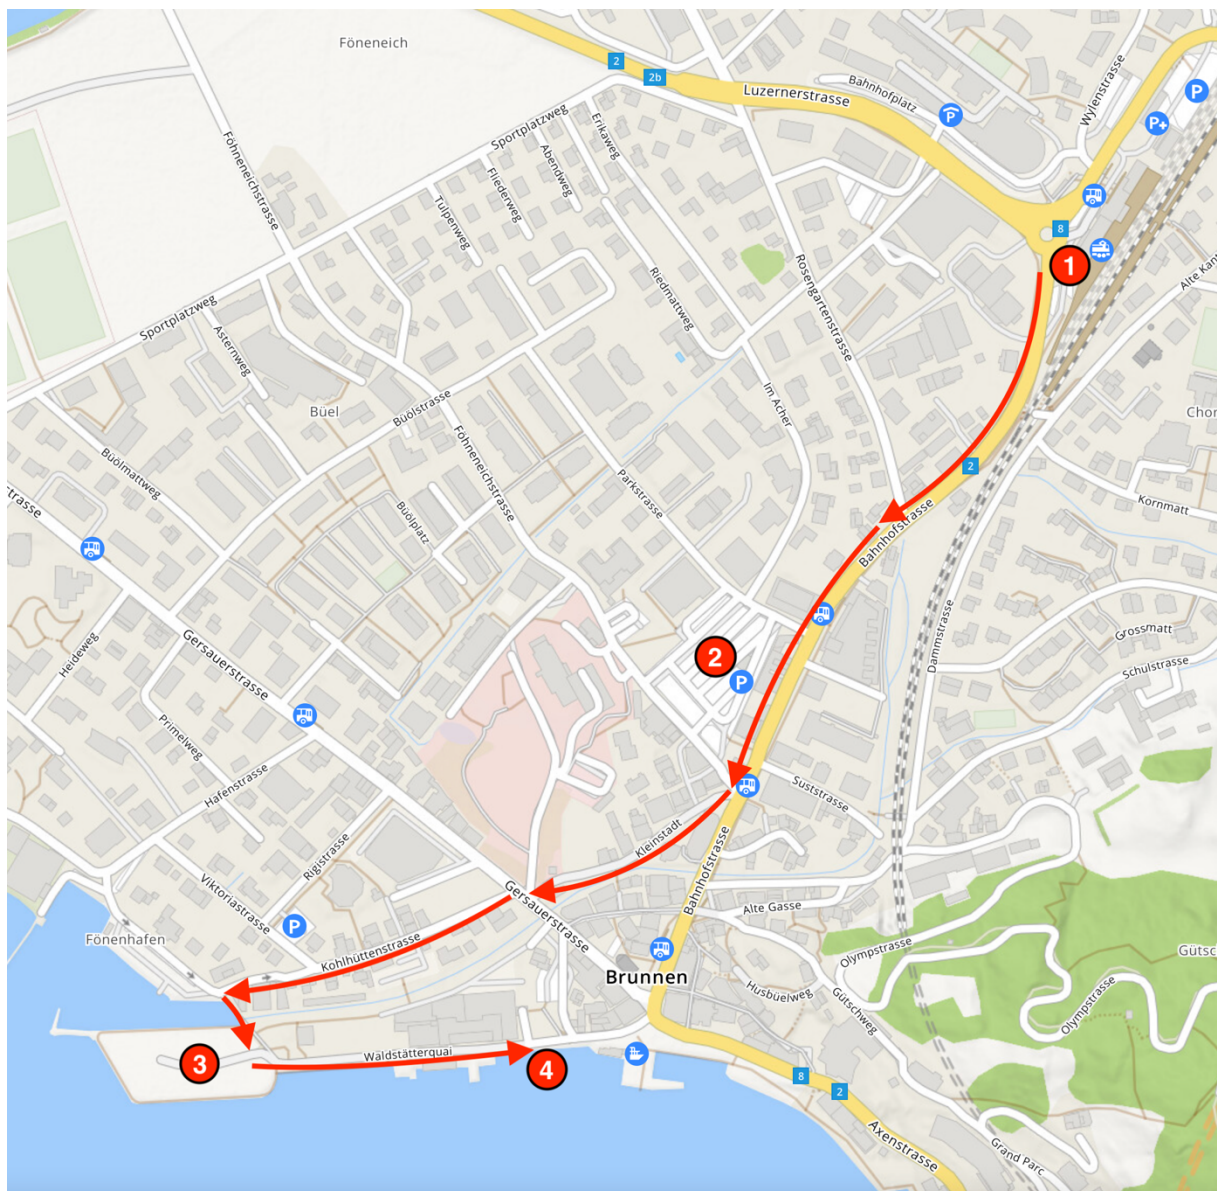 Föneneich
2
2b
Luzernerstrasse
Bahnhofplatz
P
Wylenstrasse
P
P+
Sportplatzweg
Erikaweg
Abendweg
Fliederweg
Tulpenweg
Föhneneichstrasse
8
1
Alte Kan
Rosengartenstrasse
Riedmattweg
Sportplatzweg
Asternweg
Im Acher
Büel
Büölstrasse
Chor
Föhneneichstrasse
Büölmattweg
Parkstrasse
2
Kornmatt
strasse
Büölplatz
Bahnhofstrasse
Heideweg
Gersauerstrasse
Dammstrasse
Grossmatt
Schulstrasse
2
P
Primelweg
Hafenstrasse
Suststrasse
Kleinstadt
Rigistrasse
Bahnhofstrasse
Viktoriastrasse
Gersauerstrasse
Alte Gasse
P
Fönenhafen
Kohlhüttenstrasse
Olympstrasse
Gütsc
Brunnen
Husbüelweg
Gütschweg
Olympstrasse
3
Waldstätterquai
4
8
2
Axenstrasse
Grand Parc